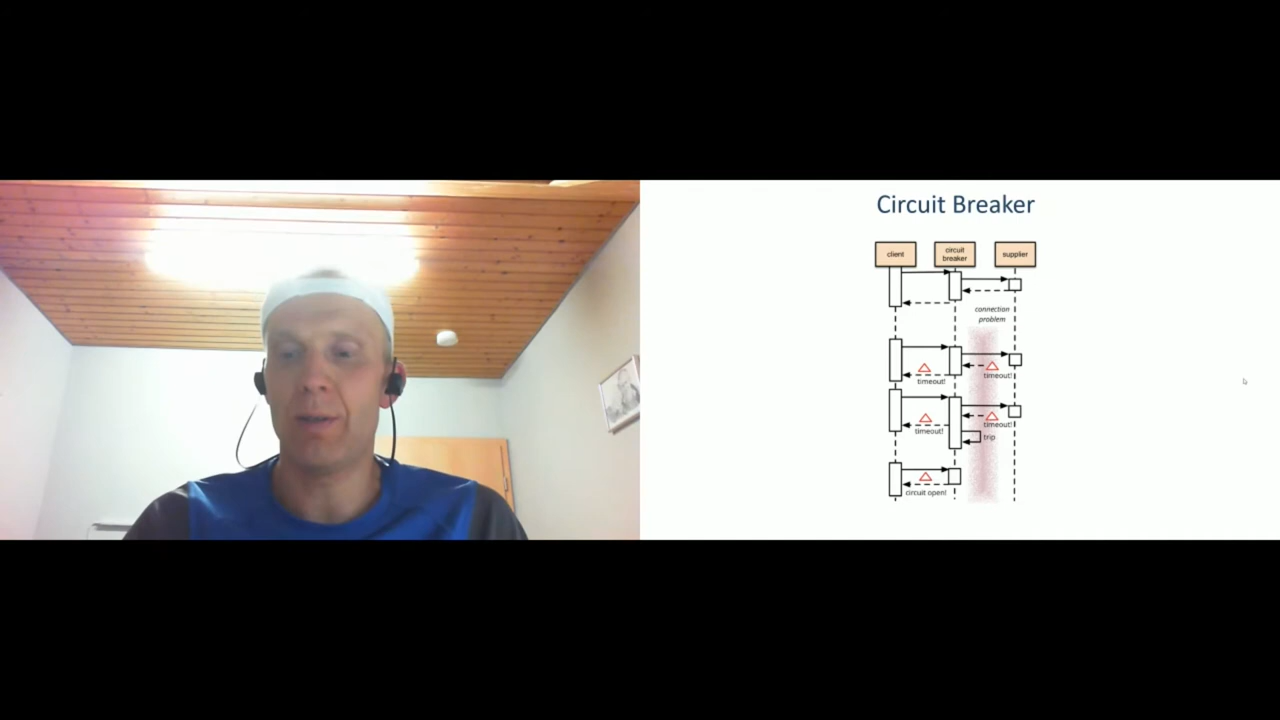 Circuit Breaker
client
circuit
breaker
supplier
connection
problem
timeout!
timeout!
timeout!
timeout!
trip
circuit open!